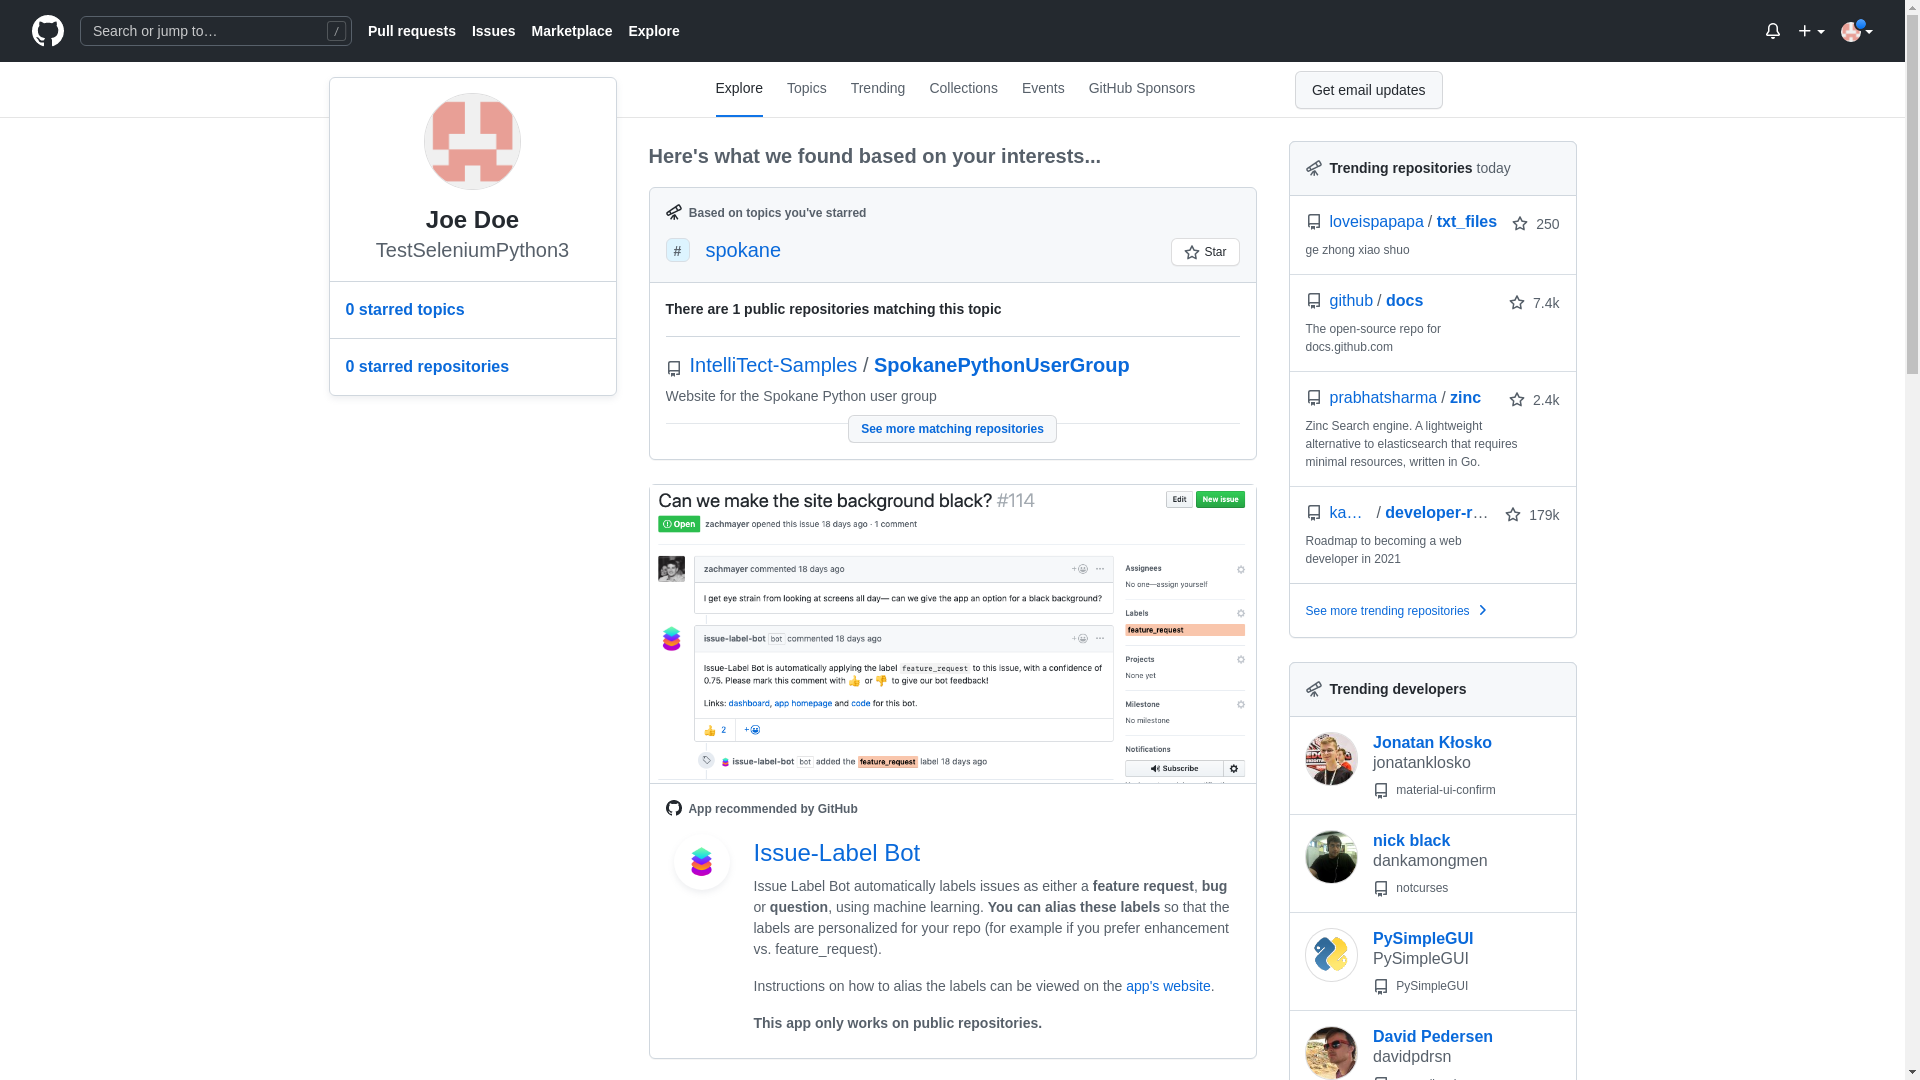 Search or jump to…
/
Pull requests
Issues
Marketplace
Explore
Explore
Topics
Trending
Collections
Events
GitHub Sponsors
Get email updates
Joe Doe
TestSeleniumPython3
0 starred topics
0 starred repositories
Here's what we found based on your interests...
Based on topics you've starred
# spokane
Star
There are 1 public repositories matching this topic
IntelliTect-Samples / SpokanePythonUserGroup
Website for the Spokane Python user group
See more matching repositories
Can we make the site background black? #114
Edit
New issue
Open
zachmayer opened this issue 18 days ago · 1 comment
zachmayer commented 18 days ago
I get eye strain from looking at screens all day— can we give the app an option for a black background?
issue-label-bot bot commented 18 days ago
Issue-Label Bot is automatically applying the label feature_request to this issue, with a confidence of
0.75. Please mark this comment with 👍 or 👎 to give our bot feedback!
Links: dashboard, app homepage and code for this bot.
👍 2
issue-label-bot bot added the feature_request label 18 days ago
Assignees
No one—assign yourself
Labels
feature_request
Projects
None yet
Milestone
No milestone
Notifications
Subscribe
App recommended by GitHub
Issue-Label Bot
Issue Label Bot automatically labels issues as either a feature request, bug
or question, using machine learning. You can alias these labels so that the
labels are personalized for your repo (for example if you prefer enhancement
vs. feature_request).
Instructions on how to alias the labels can be viewed on the app's website.
This app only works on public repositories.
Trending repositories today
loveispapapa / txt_files
250
ge zhong xiao shuo
github / docs
7.4k
The open-source repo for
docs.github.com
prabhatsharma / zinc
2.4k
Zinc Search engine. A lightweight
alternative to elasticsearch that requires
minimal resources, written in Go.
ka… / developer-r…
179k
Roadmap to becoming a web
developer in 2021
See more trending repositories
Trending developers
Jonatan Kłosko
jonatanklosko
material-ui-confirm
nick black
dankamongmen
notcurses
PySimpleGUI
PySimpleGUI
PySimpleGUI
David Pedersen
davidpdrsn